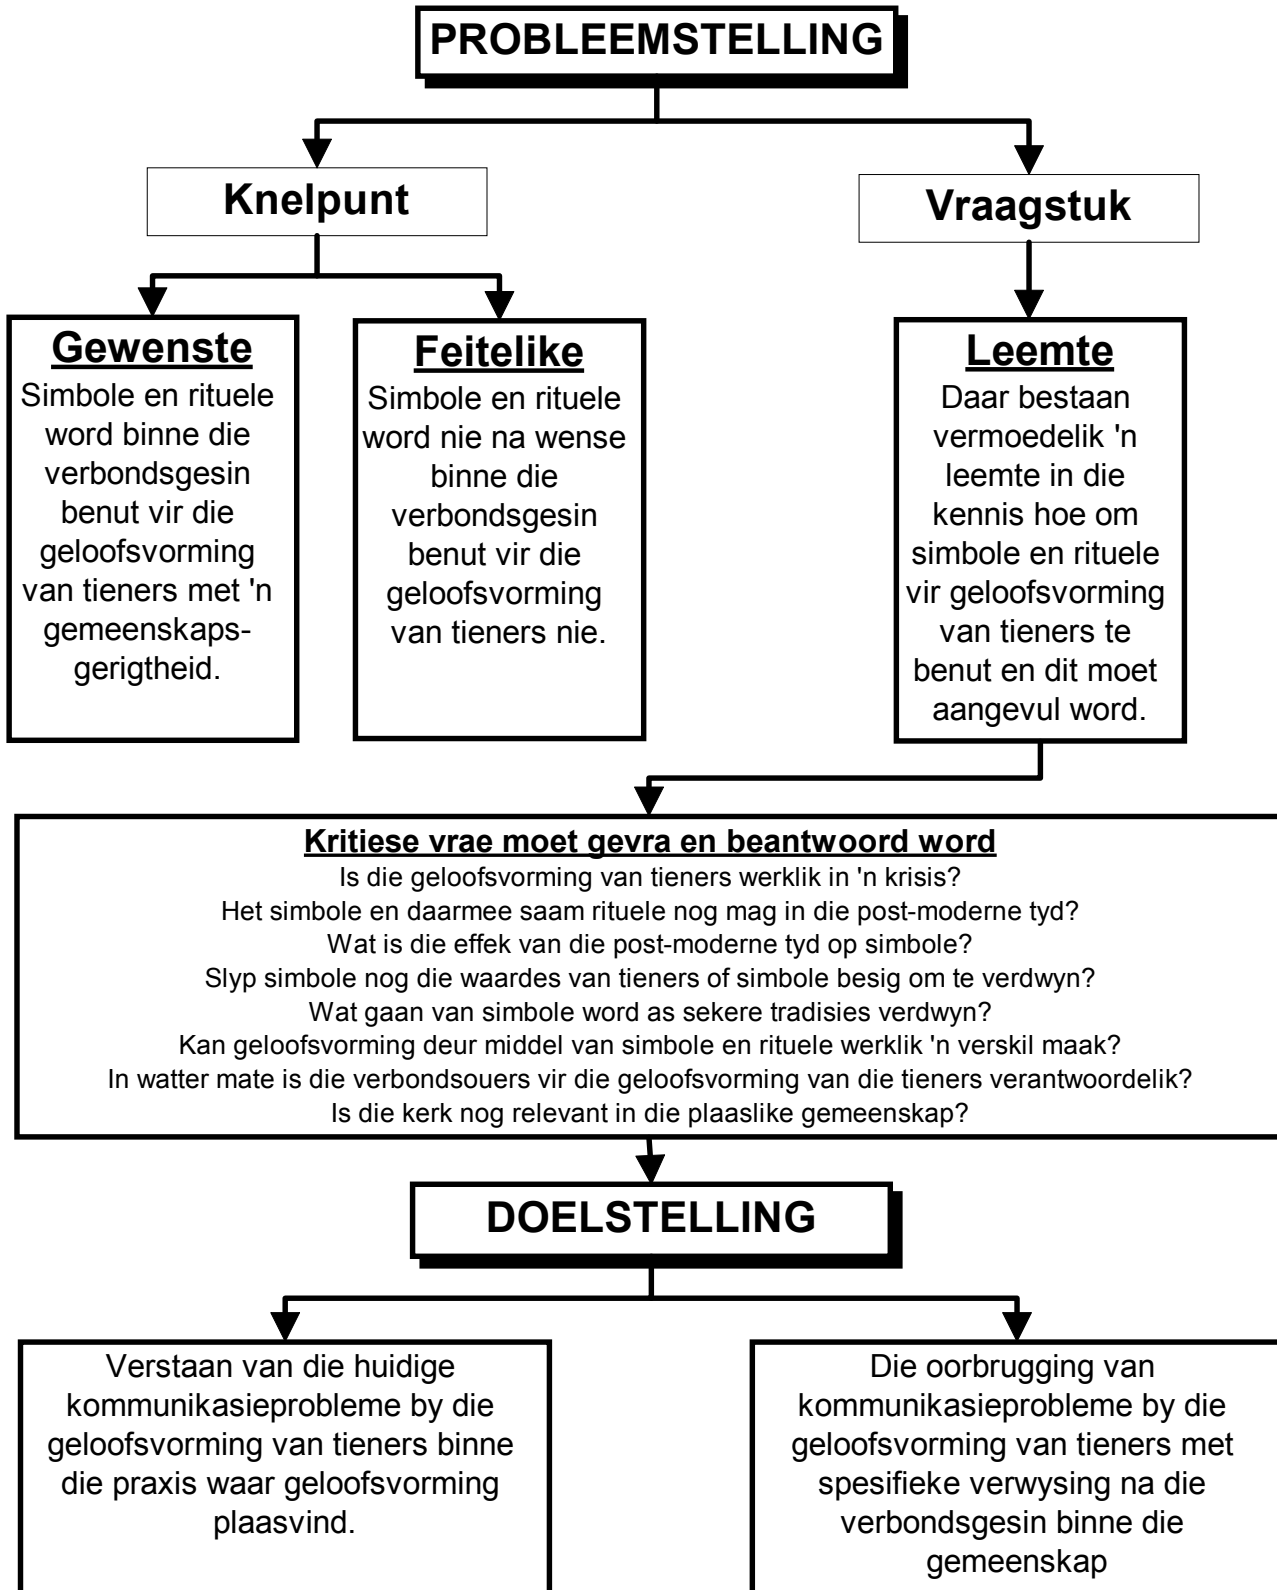 PROBLEEMSTELLING
Knelpunt
Vraagstuk
Gewenste
Simbole en rituele
word binne die
verbondsgesin
benut vir die
geloofsvorming
van tieners met 'n
gemeenskaps-
gerigtheid.
Feitelike
Simbole en rituele
word nie na wense
binne die
verbondsgesin
benut vir die
geloofsvorming
van tieners nie.
Leemte
Daar bestaan
vermoedelik 'n
leemte in die
kennis hoe om
simbole en rituele
vir geloofsvorming
van tieners te
benut en dit moet
aangevul word.
Kritiese vrae moet gevra en beantwoord word
Is die geloofsvorming van tieners werklik in 'n krisis?
Het simbole en daarmee saam rituele nog mag in die post-moderne tyd?
Wat is die effek van die post-moderne tyd op simbole?
Slyp simbole nog die waardes van tieners of simbole besig om te verdwyn?
Wat gaan van simbole word as sekere tradisies verdwyn?
Kan geloofsvorming deur middel van simbole en rituele werklik 'n verskil maak?
In watter mate is die verbondsouers vir die geloofsvorming van die tieners verantwoordelik?
Is die kerk nog relevant in die plaaslike gemeenskap?
DOELSTELLING
Verstaan van die huidige
kommunikasieprobleme by die
geloofsvorming van tieners binne
die praxis waar geloofsvorming
plaasvind.
Die oorbrugging van
kommunikasieprobleme by die
geloofsvorming van tieners met
spesifieke verwysing na die
verbondsgesin binne die
gemeenskap